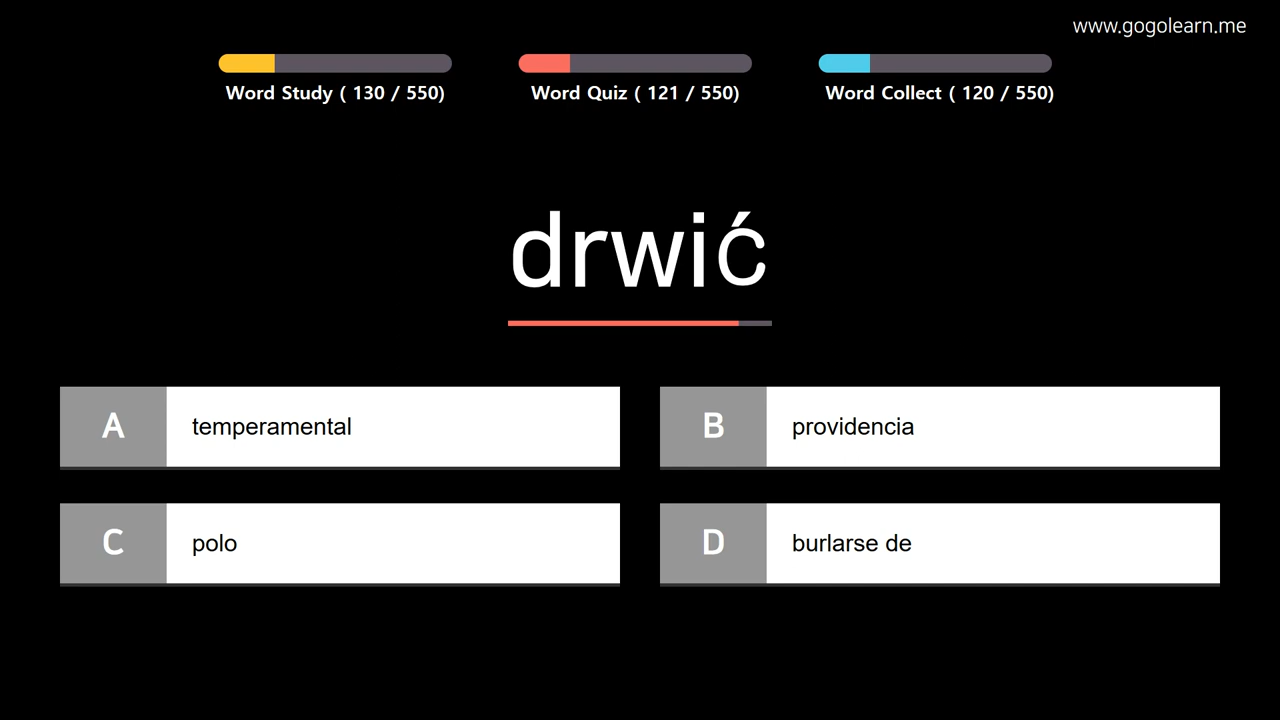 www.gogolearn.me
Word Study ( 130 / 550)
Word Quiz ( 121 / 550)
Word Collect ( 120 / 550)
drwić
A temperamental
B providencia
C polo
D burlarse de